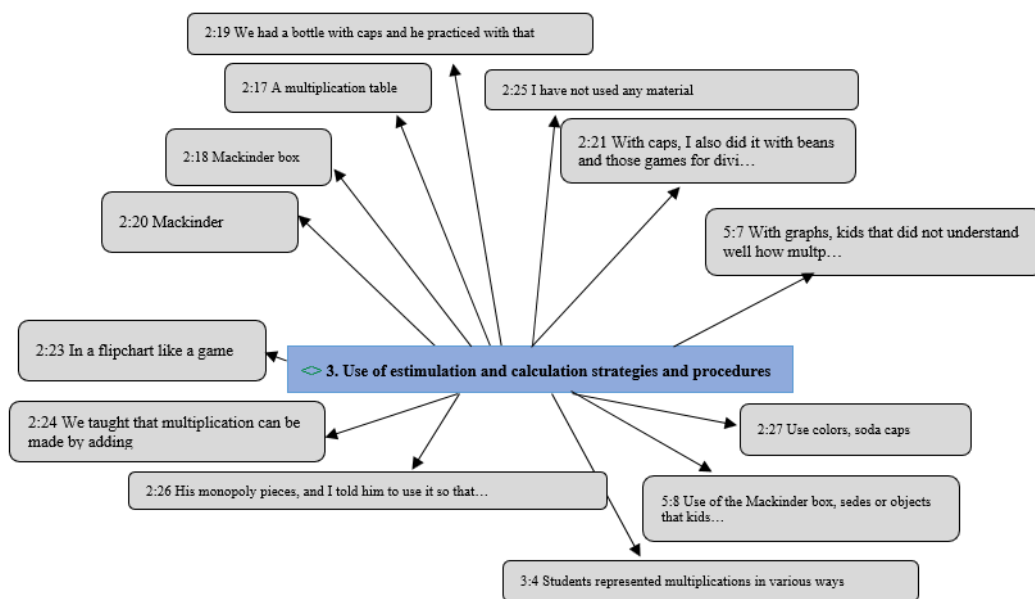 2:19 We had a bottle with caps and he practiced with that
2:17 A multiplication table
2:25 I have not used any material
2:21 With caps, I also did it with beans
and those games for divi…
2:18 Mackinder box
2:20 Mackinder
5:7 With graphs, kids that did not understand
well how multp…
2:23 In a flipchart like a game
<> 3. Use of estimulation and calculation strategies and procedures
2:24 We taught that multiplication can be
made by adding
2:27 Use colors, soda caps
2:26 His monopoly pieces, and I told him to use it so that…
5:8 Use of the Mackinder box, sedes or objects
that kids…
3:4 Students represented multiplications in various ways